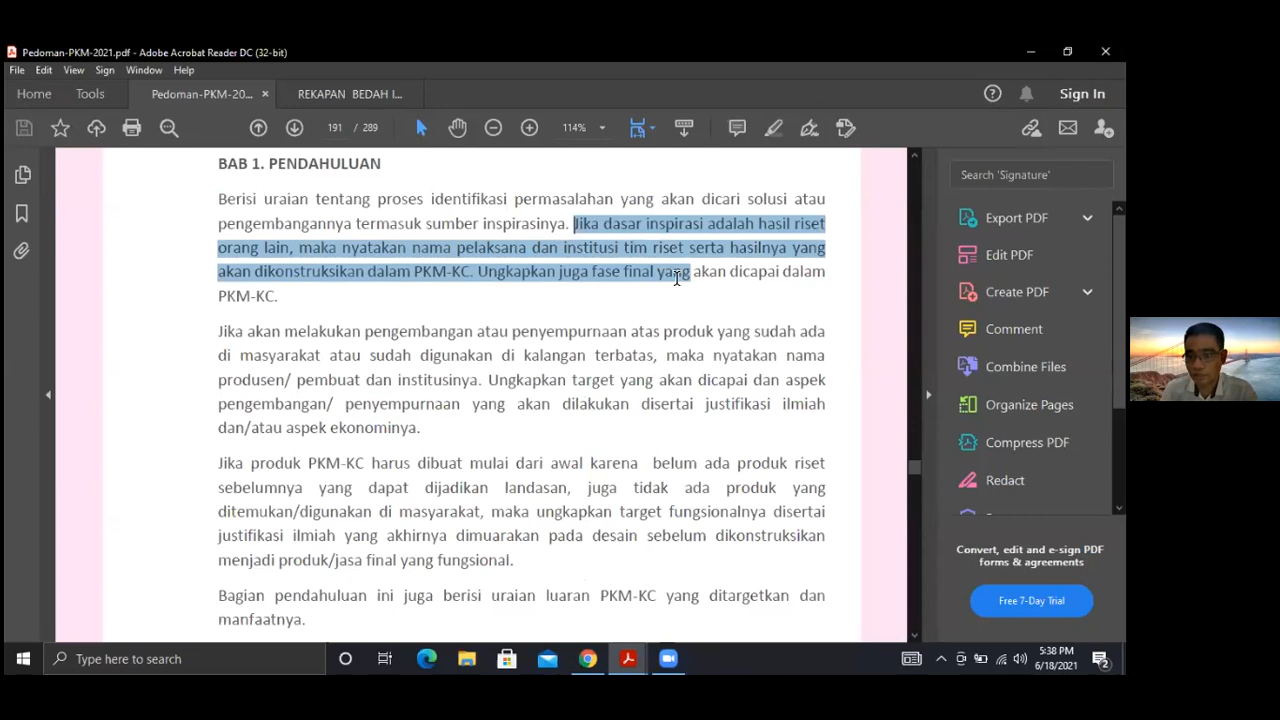 Pedoman-PKM-2021.pdf - Adobe Acrobat Reader DC (32-bit)
File Edit View Sign Window Help
Home Tools Pedoman-PKM-20... × REKAPAN BEDAH I... Sign In
191 / 289 114%
BAB 1. PENDAHULUAN
Berisi uraian tentang proses identifikasi permasalahan yang akan dicari solusi atau
pengembangannya termasuk sumber inspirasinya. Jika dasar inspirasi adalah hasil riset
orang lain, maka nyatakan nama pelaksana dan institusi tim riset serta hasilnya yang
akan dikonstruksikan dalam PKM-KC. Ungkapkan juga fase final yang akan dicapai dalam
PKM-KC.
Jika akan melakukan pengembangan atau penyempurnaan atas produk yang sudah ada
di masyarakat atau sudah digunakan di kalangan terbatas, maka nyatakan nama
produsen/ pembuat dan institusinya. Ungkapkan target yang akan dicapai dan aspek
pengembangan/ penyempurnaan yang akan dilakukan disertai justifikasi ilmiah
dan/atau aspek ekonominya.
Jika produk PKM-KC harus dibuat mulai dari awal karena belum ada produk riset
sebelumnya yang dapat dijadikan landasan, juga tidak ada produk yang
ditemukan/digunakan di masyarakat, maka ungkapkan target fungsionalnya disertai
justifikasi ilmiah yang akhirnya dimuarakan pada desain sebelum dikonstruksikan
menjadi produk/jasa final yang fungsional.
Bagian pendahuluan ini juga berisi uraian luaran PKM-KC yang ditargetkan dan
manfaatnya.
Search 'Signature'
Export PDF
Edit PDF
Create PDF
Comment
Combine Files
Organize Pages
Compress PDF
Redact
Convert, edit and e-sign PDF
forms & agreements
Free 7-Day Trial
Type here to search
5:38 PM
6/18/2021
2